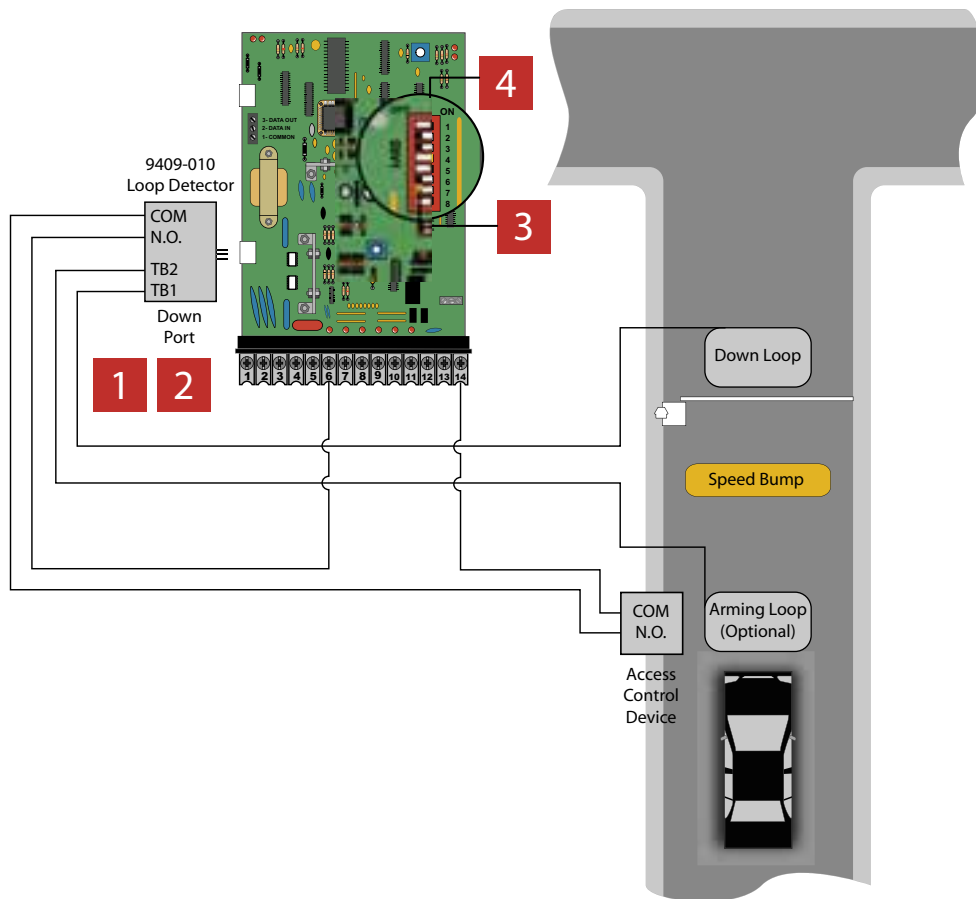 4
ON
1
2
3
4
5
6
7
8
3- DATA OUT
2- DATA IN
1- COMMON
3
9409-010
Loop Detector
COM
N.O.
TB2
TB1
Down
Port
1 2
1 2 3 4 5 6 7 8 9 10 11 12 13 14
Down Loop
Speed Bump
COM
N.O.
Access
Control
Device
Arming Loop
(Optional)